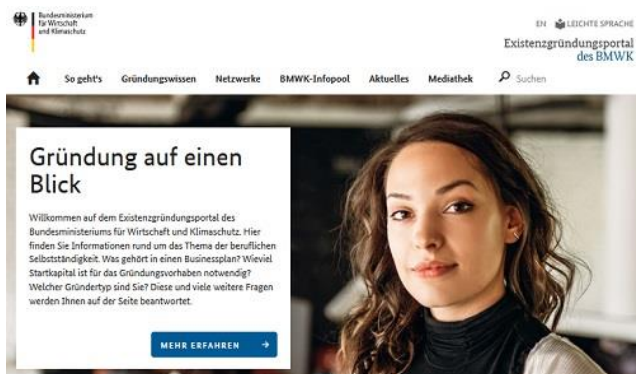 Bundesministerium
für Wirtschaft
und Klimaschutz
EN LEICHTE SPRACHE
Existenzgründungsportal
des BMWK
So geht's Gründungswissen Netzwerke BMWK-Infopool Aktuelles Mediathek Suchen
Gründung auf einen
Blick
Willkommen auf dem Existenzgründungsportal des
Bundesministeriums für Wirtschaft und Klimaschutz. Hier
finden Sie Informationen rund um das Thema der beruflichen
Selbstständigkeit. Was gehört in einen Businessplan? Wieviel
Startkapital ist für das Gründungsvorhaben notwendig?
Welcher Gründertyp sind Sie? Diese und viele weitere Fragen
werden Ihnen auf der Seite beantwortet.
MEHR ERFAHREN →